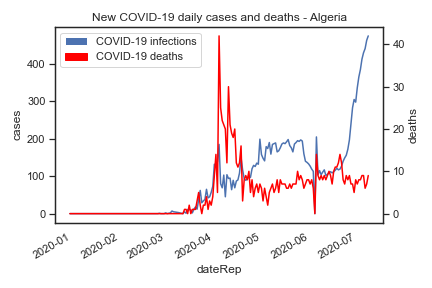 New COVID-19 daily cases and deaths - Algeria
COVID-19 infections
COVID-19 deaths
cases
400
300
200
100
0
deaths
40
30
20
10
0
2020-01
2020-02
2020-03
2020-04
2020-05
2020-06
2020-07
dateRep